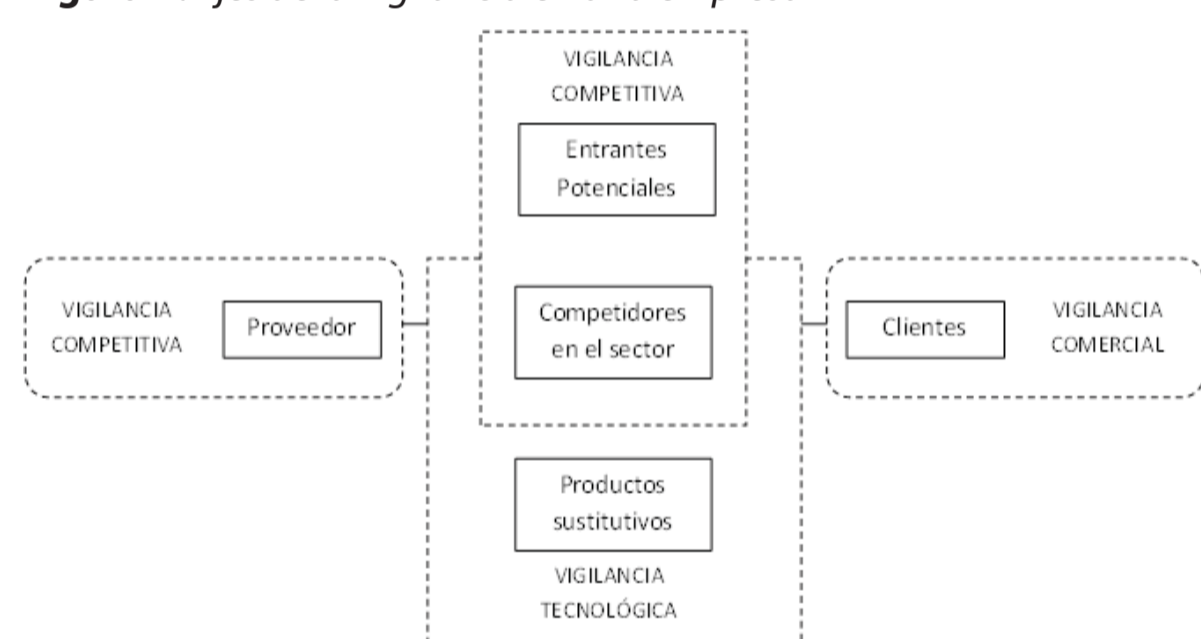 VIGILANCIA
COMPETITIVA
Entrantes
Potenciales
VIGILANCIA
COMPETITIVA
Proveedor
Competidores
en el sector
Clientes
VIGILANCIA
COMERCIAL
Productos
sustitutivos
VIGILANCIA
TECNOLÓGICA